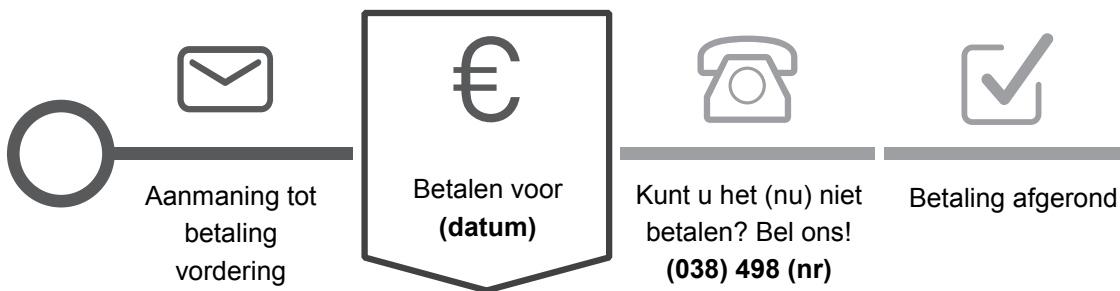 €
Aanmaning tot
betaling
vordering
Betalen voor
(datum)
Kunt u het (nu) niet
betalen? Bel ons!
(038) 498 (nr)
Betaling afgerond